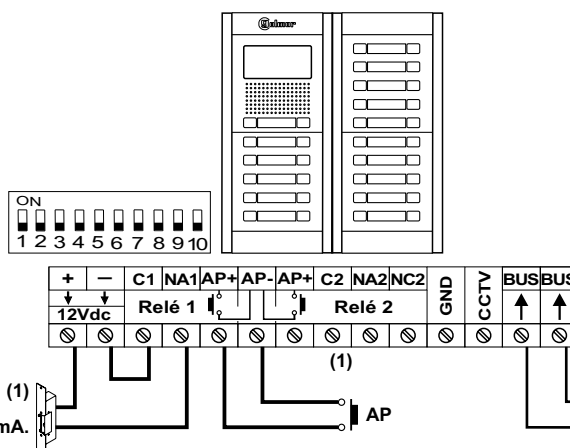 Golmar
ON
1 2 3 4 5 6 7 8 9 10
+ — C1 NA1 AP+ AP- AP+ C2 NA2 NC2 GND CCTV BUS BUS
12Vdc Relé 1 Relé 2
(1)
(1)
mA.
AP